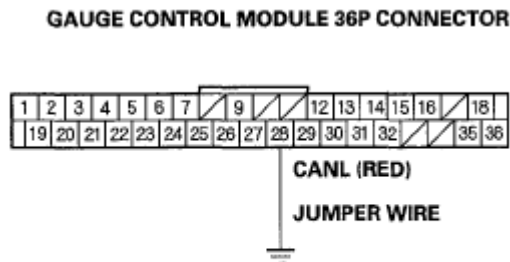 GAUGE CONTROL MODULE 36P CONNECTOR
1 2 3 4 5 6 7 9 12 13 14 15 16 18
19 20 21 22 23 24 25 26 27 28 29 30 31 32 35 36
CANL (RED)
JUMPER WIRE